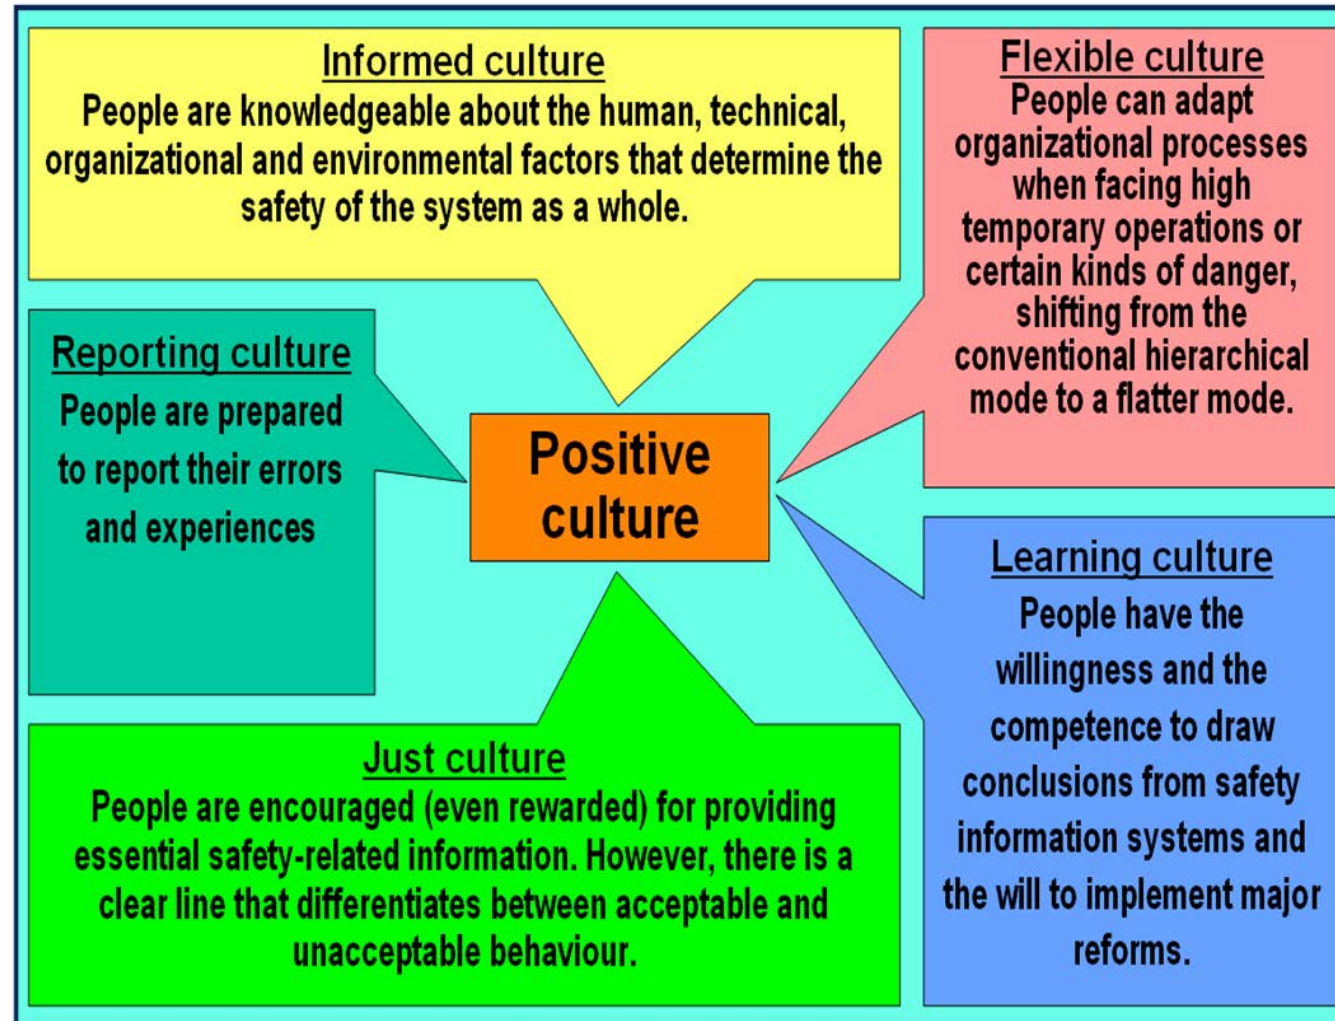 Informed culture
People are knowledgeable about the human, technical,
organizational and environmental factors that determine the
safety of the system as a whole.
Flexible culture
People can adapt
organizational processes
when facing high
temporary operations or
certain kinds of danger,
shifting from the
conventional hierarchical
mode to a flatter mode.
Reporting culture
People are prepared
to report their errors
and experiences
Positive
culture
Learning culture
People have the
willingness and the
competence to draw
conclusions from safety
information systems and
the will to implement major
reforms.
Just culture
People are encouraged (even rewarded) for providing
essential safety-related information. However, there is a
clear line that differentiates between acceptable and
unacceptable behaviour.